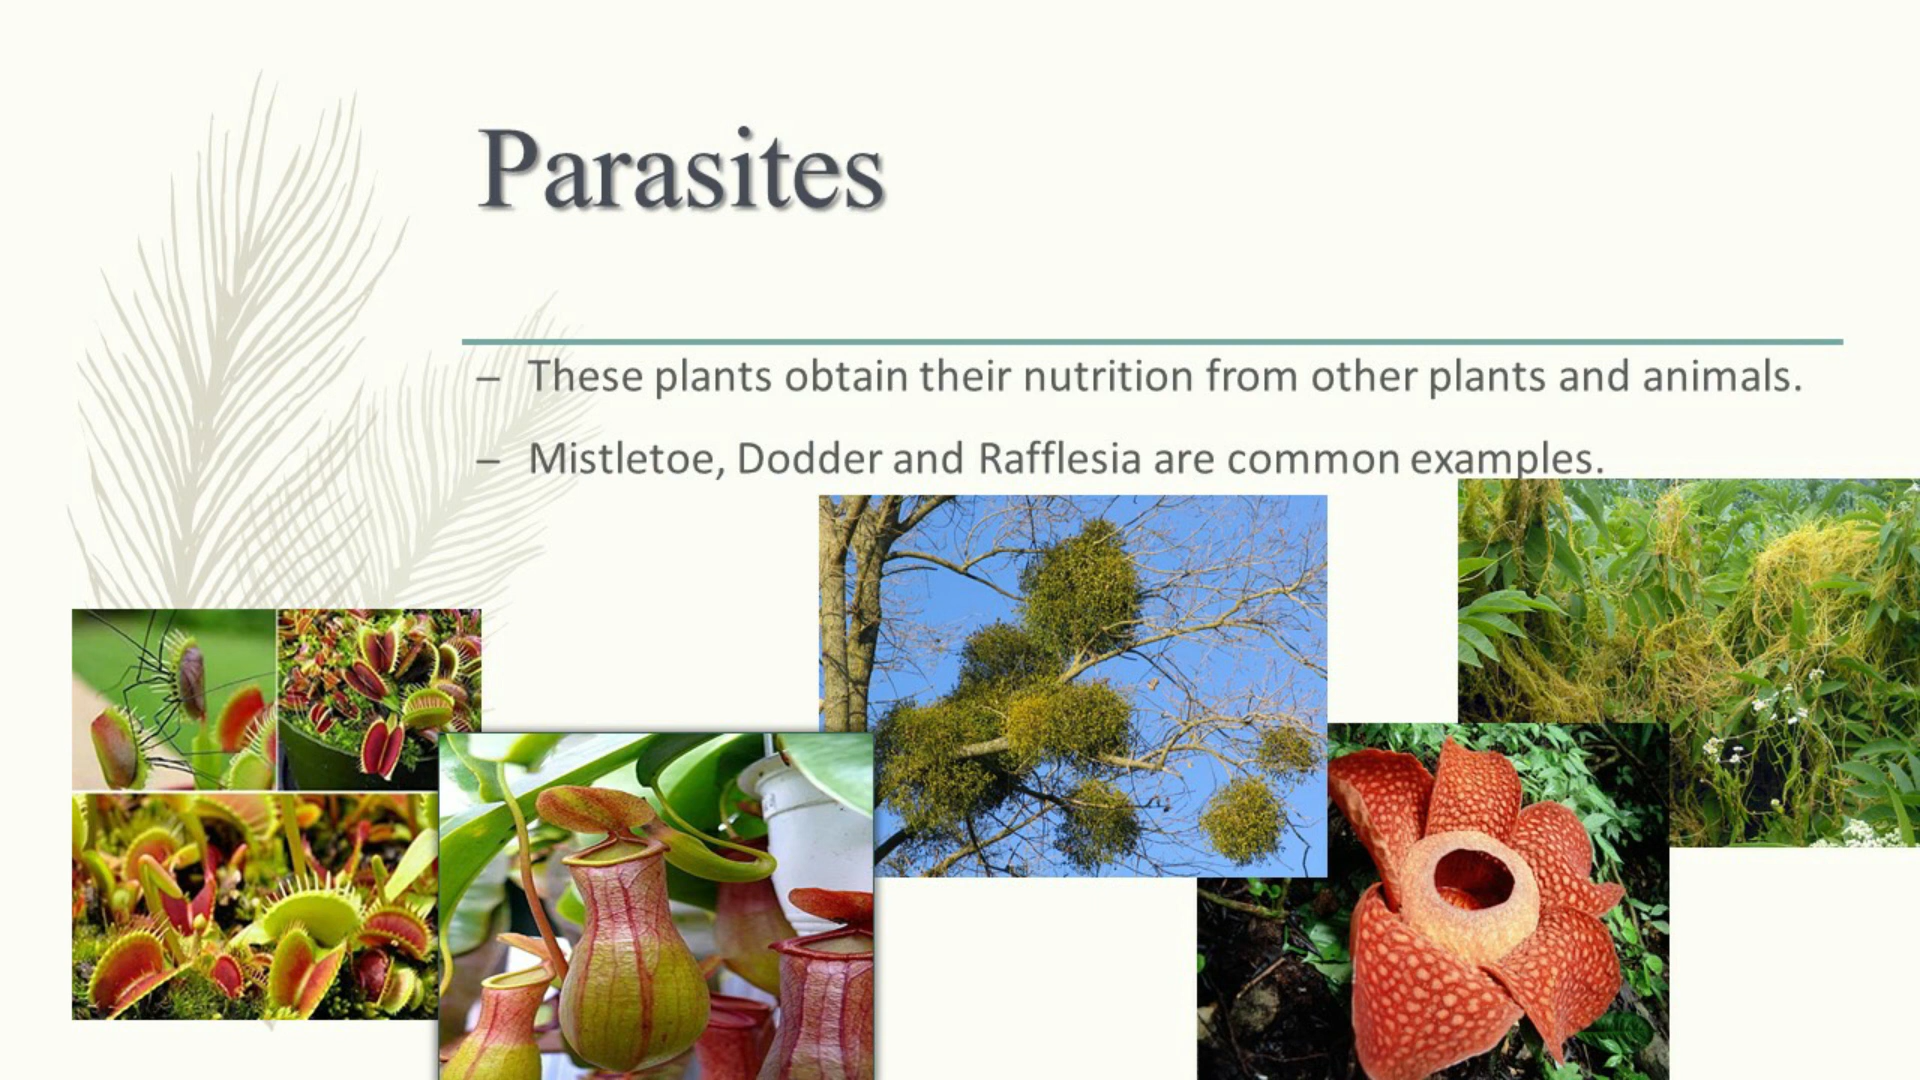 Parasites
– These plants obtain their nutrition from other plants and animals.
– Mistletoe, Dodder and Rafflesia are common examples.